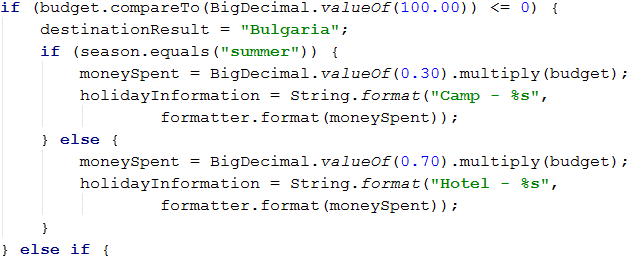 if (budget.compareTo(BigDecimal.valueOf(100.00)) <= 0) {
    destinationResult = "Bulgaria";
    if (season.equals("summer")) {
        moneySpent = BigDecimal.valueOf(0.30).multiply(budget);
        holidayInformation = String.format("Camp - %s",
                formatter.format(moneySpent));
    } else {
        moneySpent = BigDecimal.valueOf(0.70).multiply(budget);
        holidayInformation = String.format("Hotel - %s",
                formatter.format(moneySpent));
    }
} else if {